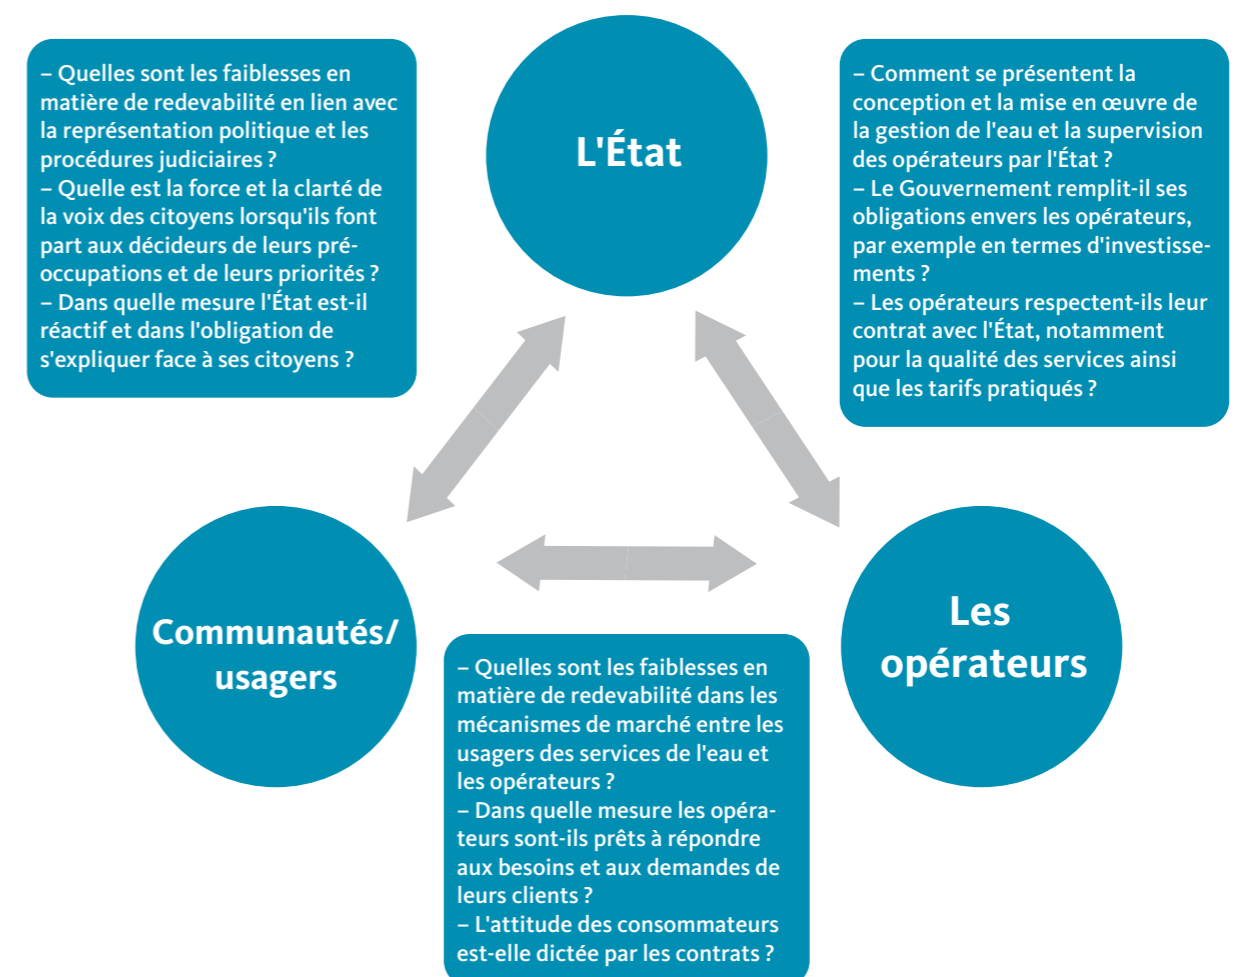 – Quelles sont les faiblesses en
matière de redevabilité en lien avec
la représentation politique et les
procédures judiciaires ?
– Quelle est la force et la clarté de
la voix des citoyens lorsqu'ils font
part aux décideurs de leurs pré-
occupations et de leurs priorités ?
– Dans quelle mesure l'État est-il
réactif et dans l'obligation de
s'expliquer face à ses citoyens ?
L'État
– Comment se présentent la
conception et la mise en œuvre de
la gestion de l'eau et la supervision
des opérateurs par l'État ?
– Le Gouvernement remplit-il ses
obligations envers les opérateurs,
par exemple en termes d'investisse-
ments ?
– Les opérateurs respectent-ils leur
contrat avec l'État, notamment
pour la qualité des services ainsi
que les tarifs pratiqués ?
Communautés/
usagers
– Quelles sont les faiblesses en
matière de redevabilité dans les
mécanismes de marché entre les
usagers des services de l'eau et
les opérateurs ?
– Dans quelle mesure les opéra-
teurs sont-ils prêts à répondre
aux besoins et aux demandes de
leurs clients ?
– L'attitude des consommateurs
est-elle dictée par les contrats ?
Les
opérateurs